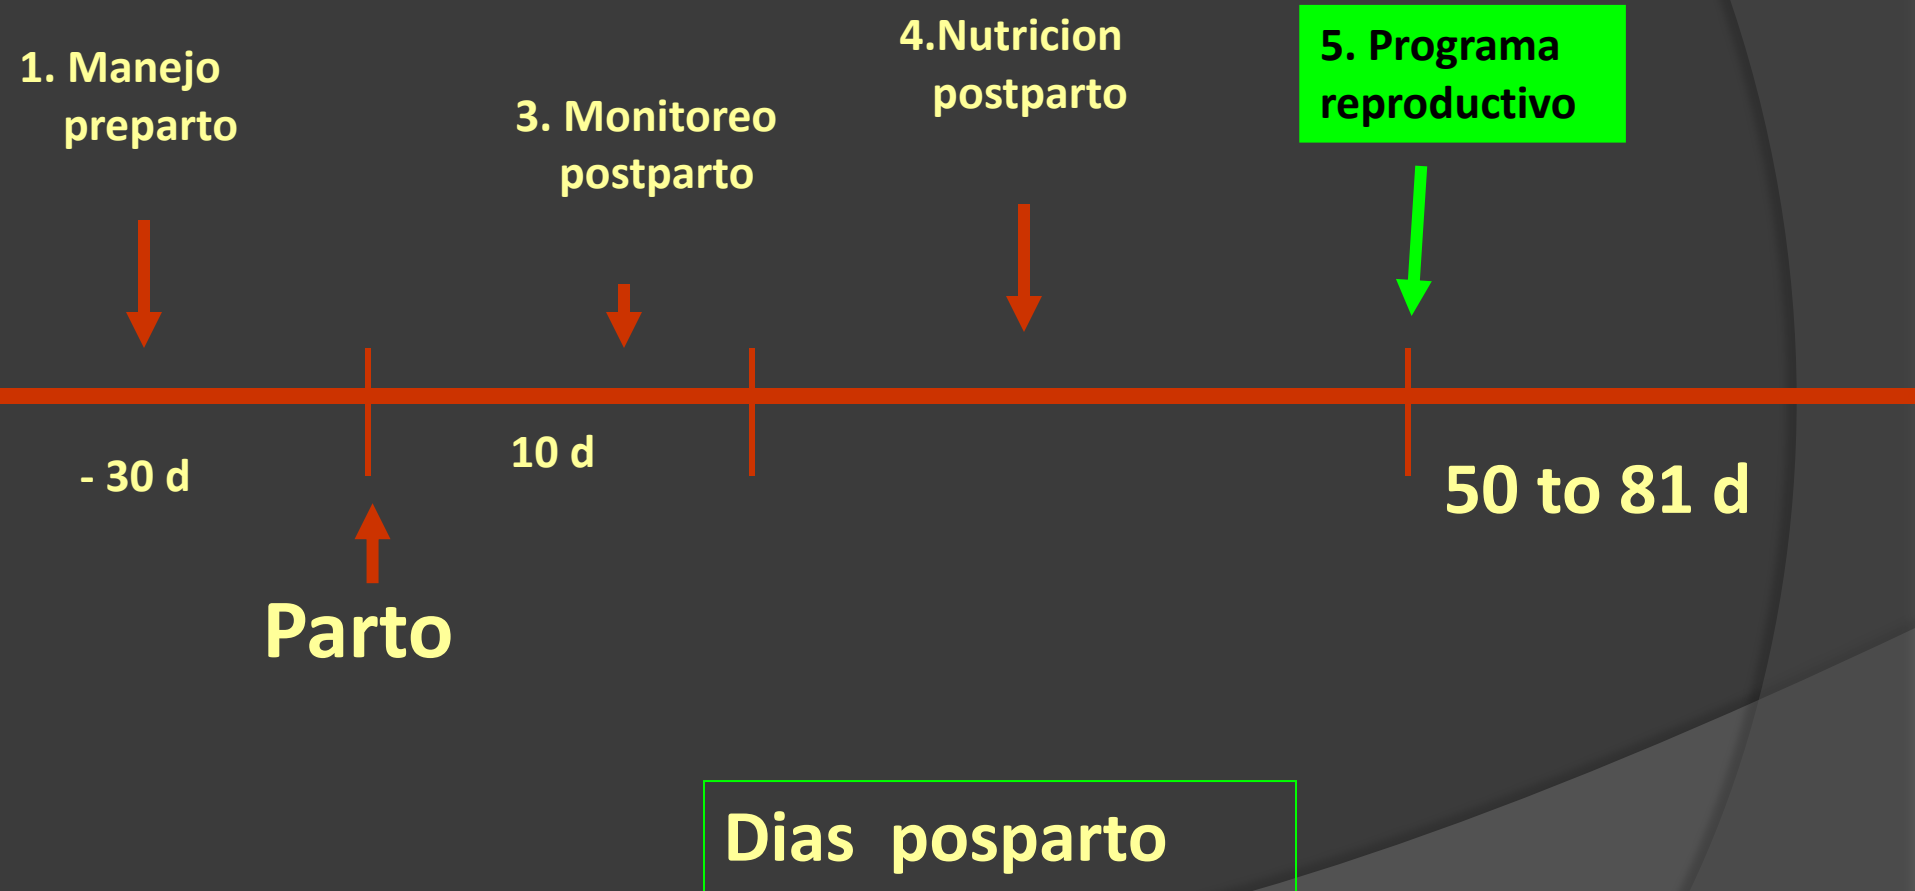 1. Manejo
preparto
3. Monitoreo
postparto
4.Nutricion
postparto
5. Programa
reproductivo
- 30 d
10 d
50 to 81 d
Parto
Dias posparto